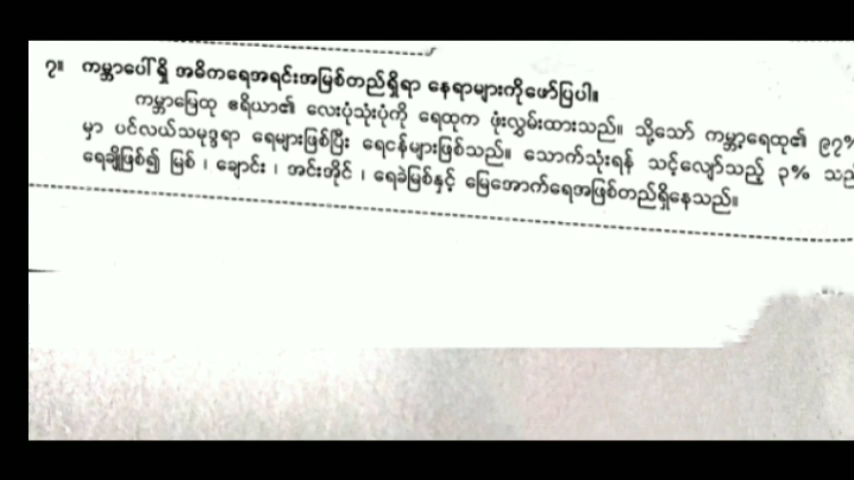 ၇။ ကမ္ဘာပေါ်ရှိ အဓိကရေအရင်းအမြစ်တည်ရှိရာ နေရာများကိုဖော်ပြပါ။
ကမ္ဘာမြေထု ဧရိယာ၏ လေးပုံသုံးပုံကို ရေထုက ဖုံးလွှမ်းထားသည်။ သို့သော် ကမ္ဘာ့ရေထု၏ ၉၇%
မှာ ပင်လယ်သမုဒ္ဒရာ ရေများဖြစ်ပြီး ရေငန်များဖြစ်သည်။ သောက်သုံးရန် သင့်လျော်သည့် ၃% သည်
ရေချိုဖြစ်၍ မြစ် ၊ ချောင်း ၊ အင်းအိုင် ၊ ရေခဲမြစ်နှင့် မြေအောက်ရေအဖြစ်တည်ရှိနေသည်။